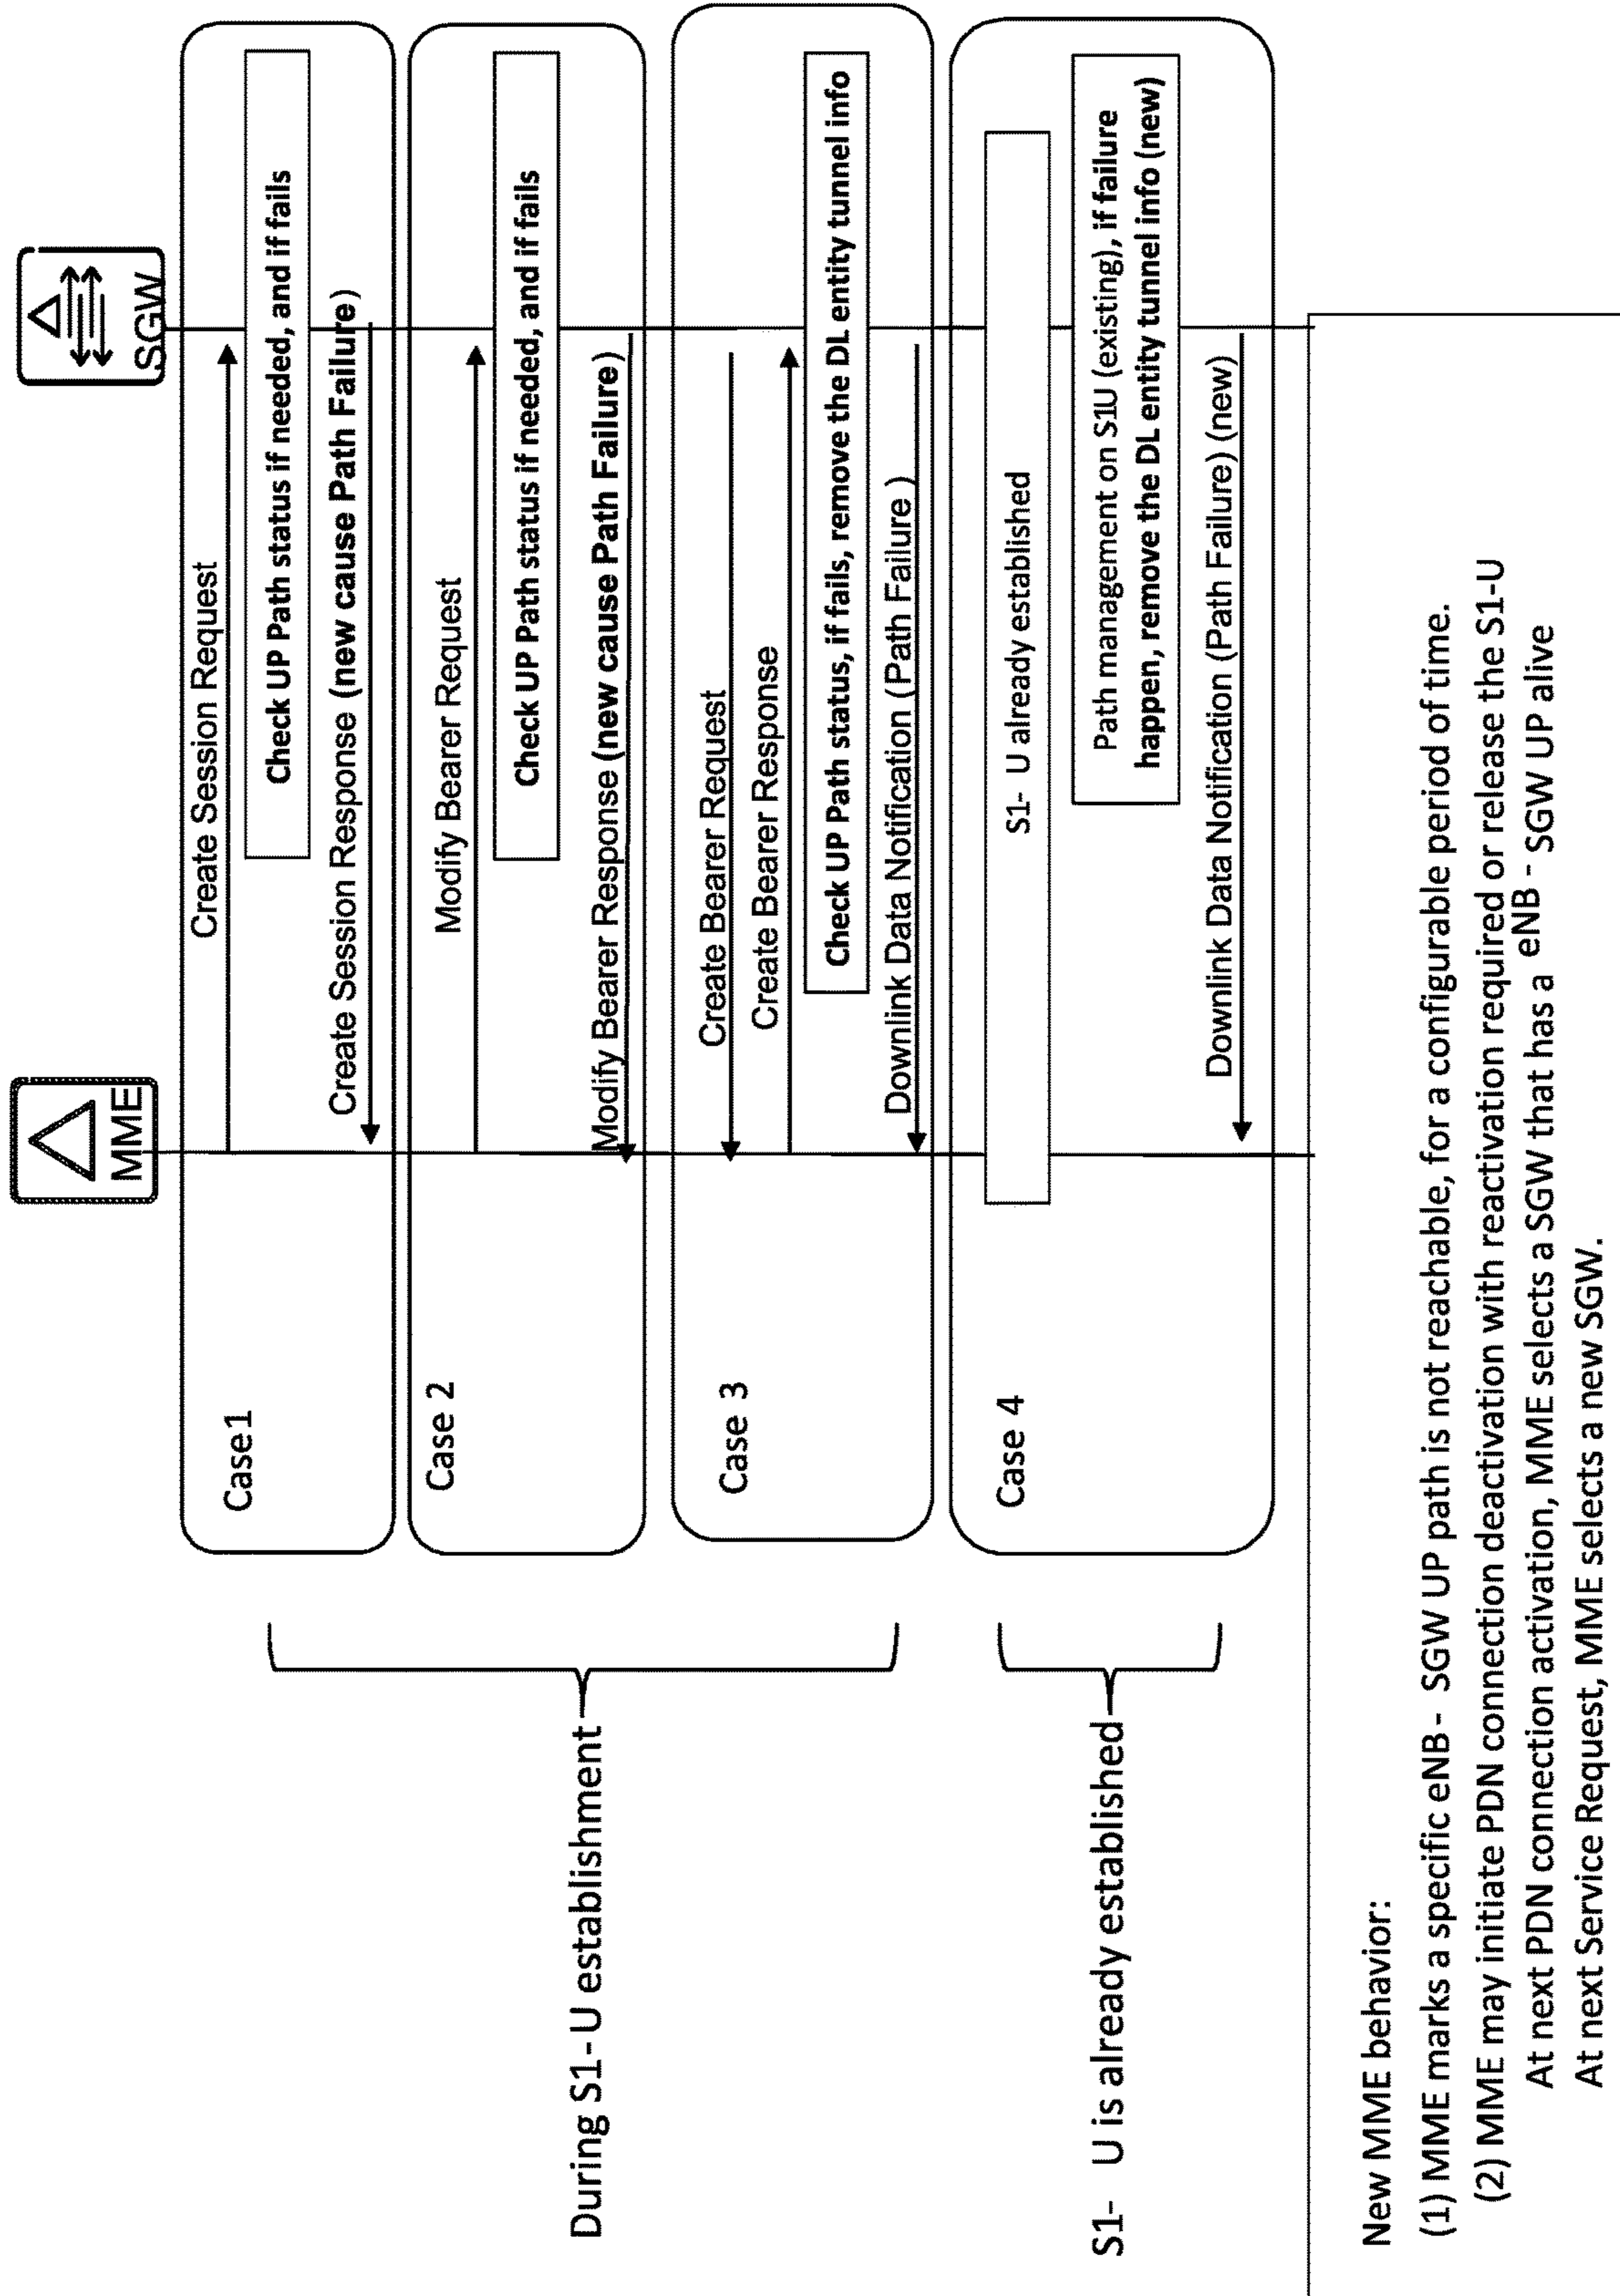 MME
SGW
During S1-U establishment
Case1
Create Session Request
Check UP Path status if needed, and if fails
Create Session Response (new cause Path Failure)
Case 2
Modify Bearer Request
Check UP Path status if needed, and if fails
Modify Bearer Response (new cause Path Failure)
Case 3
Create Bearer Request
Create Bearer Response
Check UP Path status, if fails, remove the DL entity tunnel info
Downlink Data Notification (Path Failure )
S1- U is already established
Case 4
S1- U already established
Path management on S1U (existing), if failure
happen, remove the DL entity tunnel info (new)
Downlink Data Notification (Path Failure) (new)
New MME behavior:
(1) MME marks a specific eNB - SGW UP path is not reachable, for a configurable period of time.
(2) MME may initiate PDN connection deactivation with reactivation required or release the S1-U
At next PDN connection activation, MME selects a SGW that has a eNB - SGW UP alive
At next Service Request, MME selects a new SGW.